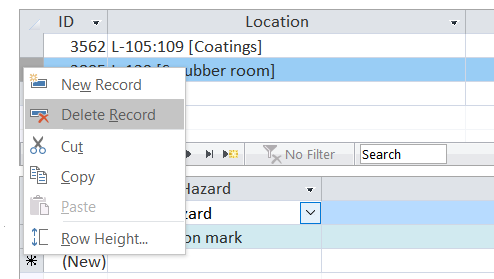 ID Location
3562 L-105:109 [Coatings]
room]
New Record
Delete Record
Cut
Copy
Paste
Row Height...
No Filter Search
Hazard
zard
on mark
(New)